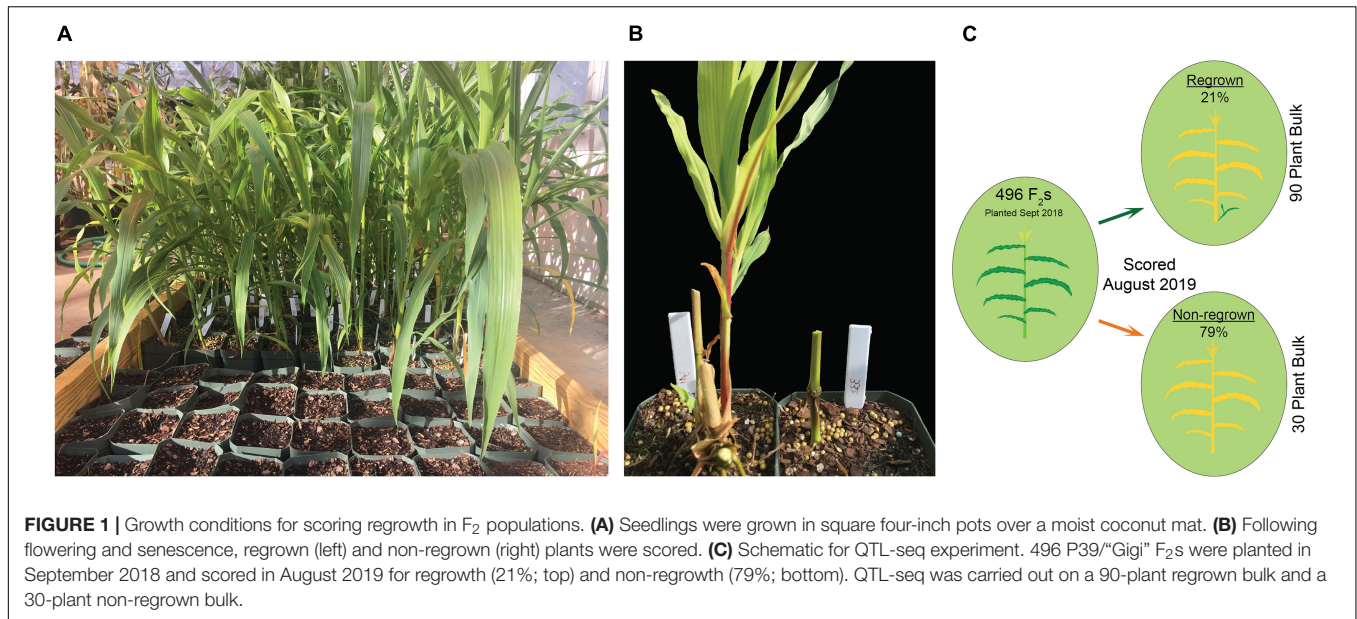 A
B
C
Regrown
21%
90 Plant Bulk
496 F₂s
Planted Sept 2018
Scored
August 2019
Non-regrown
79%
30 Plant Bulk
FIGURE 1 | Growth conditions for scoring regrowth in F₂ populations. (A) Seedlings were grown in square four-inch pots over a moist coconut mat. (B) Following
flowering and senescence, regrown (left) and non-regrown (right) plants were scored. (C) Schematic for QTL-seq experiment. 496 P39/“Gigi” F₂s were planted in
September 2018 and scored in August 2019 for regrowth (21%; top) and non-regrowth (79%; bottom). QTL-seq was carried out on a 90-plant regrown bulk and a
30-plant non-regrown bulk.